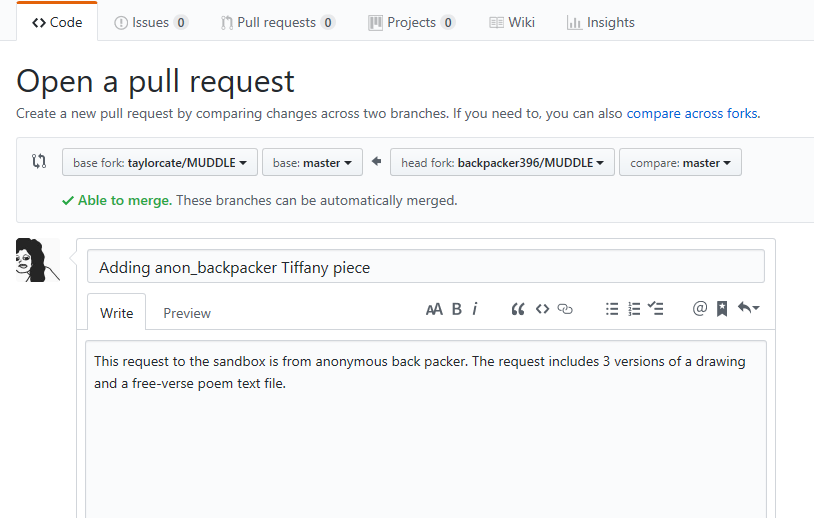 Code Issues 0 Pull requests 0 Projects 0 Wiki Insights
Open a pull request
Create a new pull request by comparing changes across two branches. If you need to, you can also compare across forks.
base fork: taylorcate/MUDDLE base: master head fork: backpacker396/MUDDLE compare: master
Able to merge. These branches can be automatically merged.
Adding anon_backpacker Tiffany piece
Write Preview AA B i
This request to the sandbox is from anonymous back packer. The request includes 3 versions of a drawing
and a free-verse poem text file.